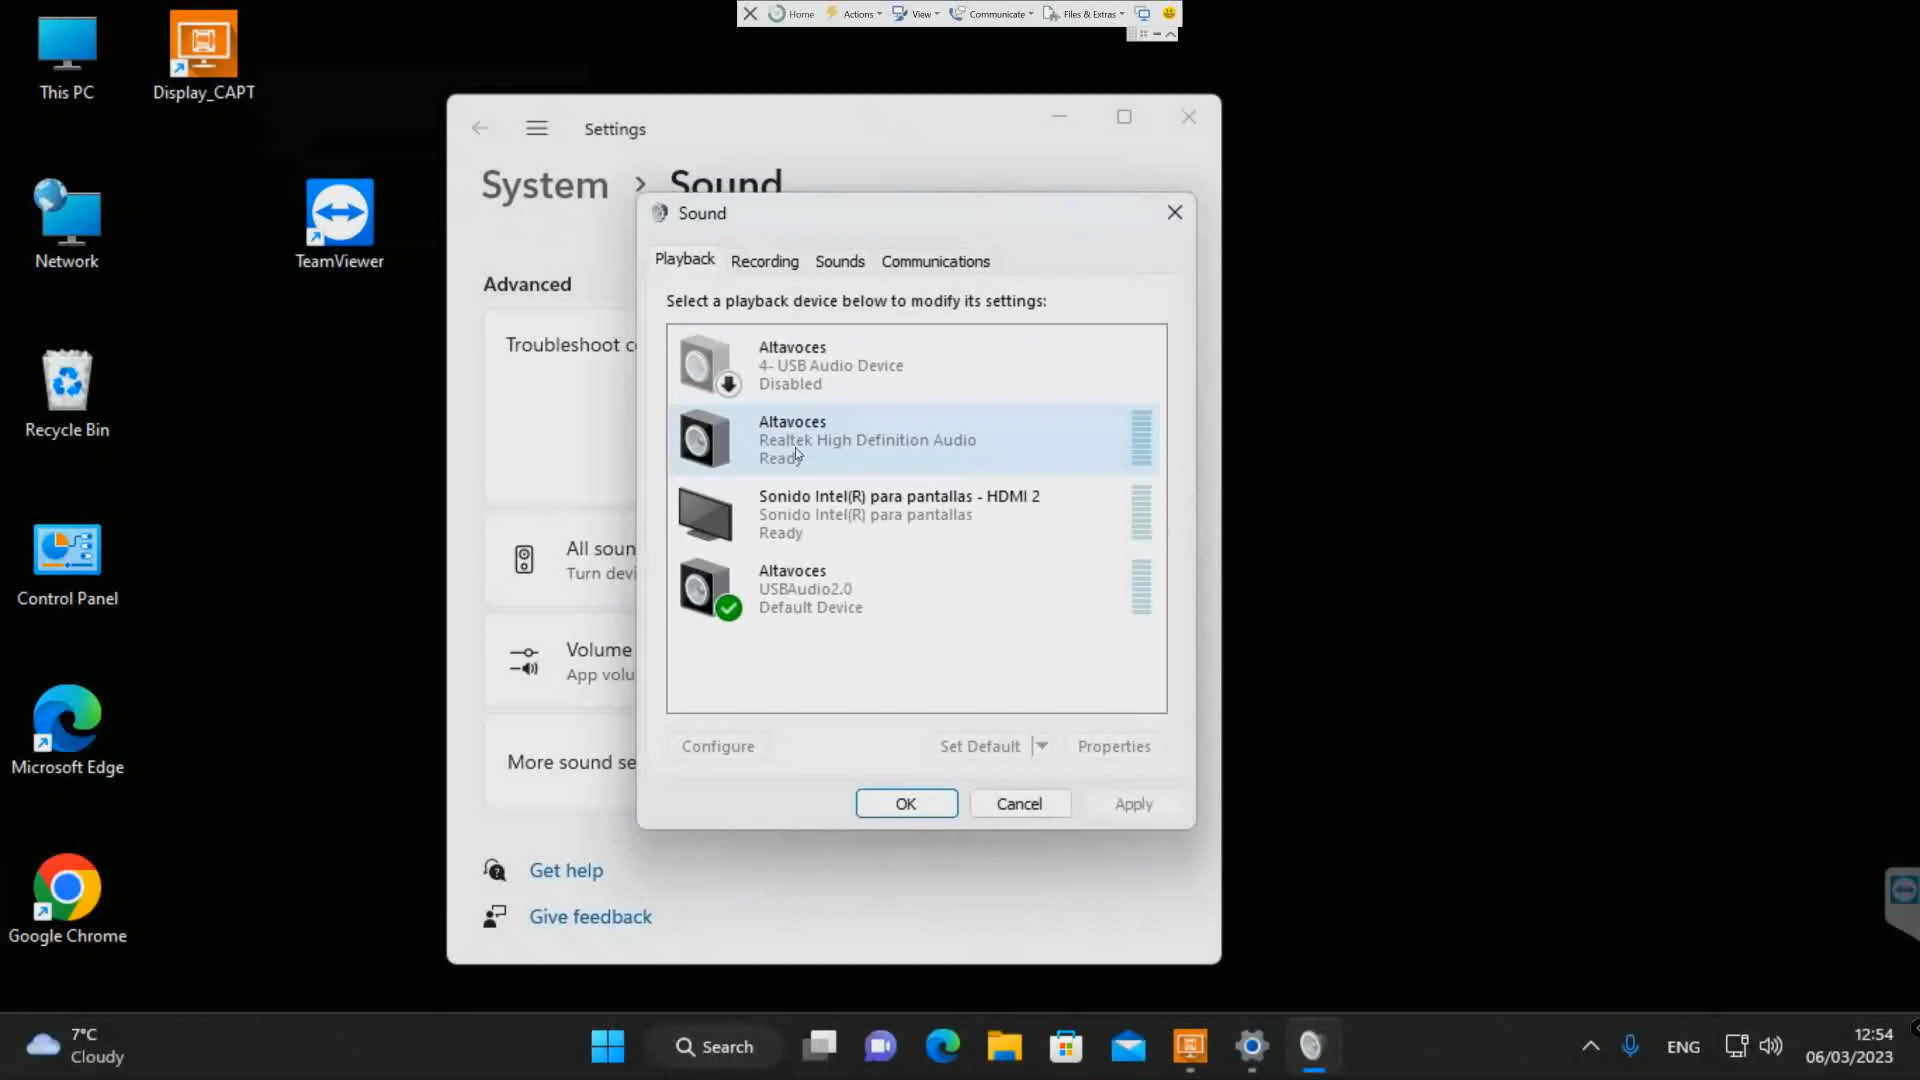 Home
Actions
View
Communicate
Files & Extras
This PC
Display_CAPT
Network
TeamViewer
Recycle Bin
Control Panel
Microsoft Edge
Google Chrome
Settings
System > Sound
Advanced
Troubleshoot c
All soun
Turn devi
Volume
App volu
More sound se
Get help
Give feedback
Sound
Playback Recording Sounds Communications
Select a playback device below to modify its settings:
Altavoces
4- USB Audio Device
Disabled
Altavoces
Realtek High Definition Audio
Ready
Sonido Intel(R) para pantallas - HDMI 2
Sonido Intel(R) para pantallas
Ready
Altavoces
USBAudio2.0
Default Device
Configure
Set Default
Properties
OK
Cancel
Apply
7°C
Cloudy
Search
ENG
12:54
06/03/2023